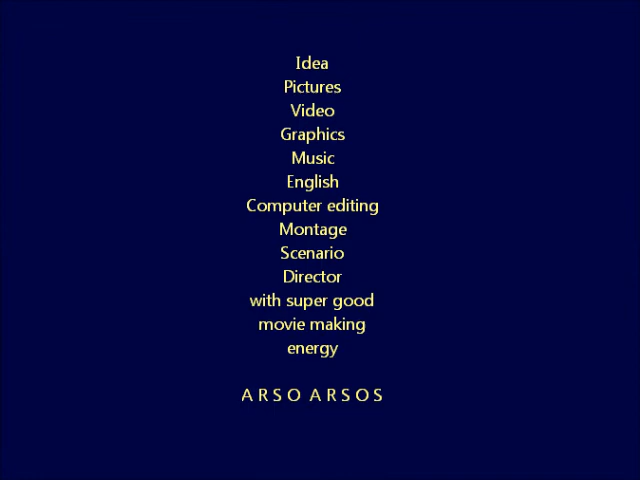 Idea
Pictures
Video
Graphics
Music
English
Computer editing
Montage
Scenario
Director
with super good
movie making
energy
A R S O  A R S O S